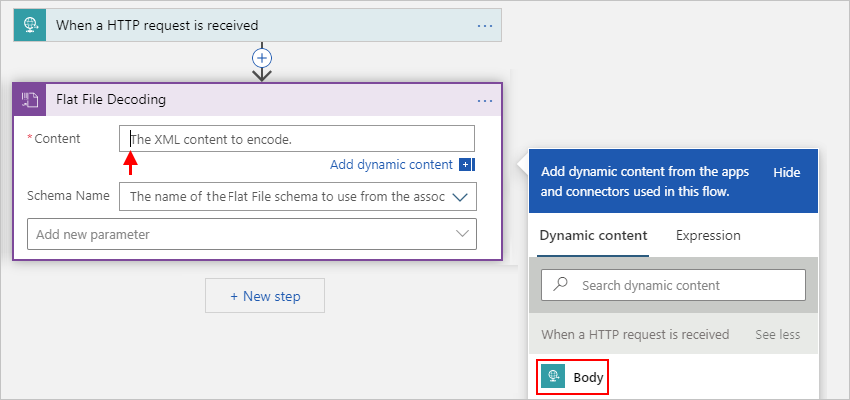 When a HTTP request is received
Flat File Decoding
* Content
The XML content to encode.
Add dynamic content
Schema Name
The name of the Flat File schema to use from the assoc
Add new parameter
+ New step
Add dynamic content from the apps
and connectors used in this flow.
Hide
Dynamic content
Expression
Search dynamic content
When a HTTP request is received
See less
Body